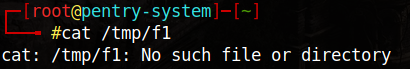 ┌─[root@pentry-system]─[~]
└──╼ #cat /tmp/f1
cat: /tmp/f1: No such file or directory